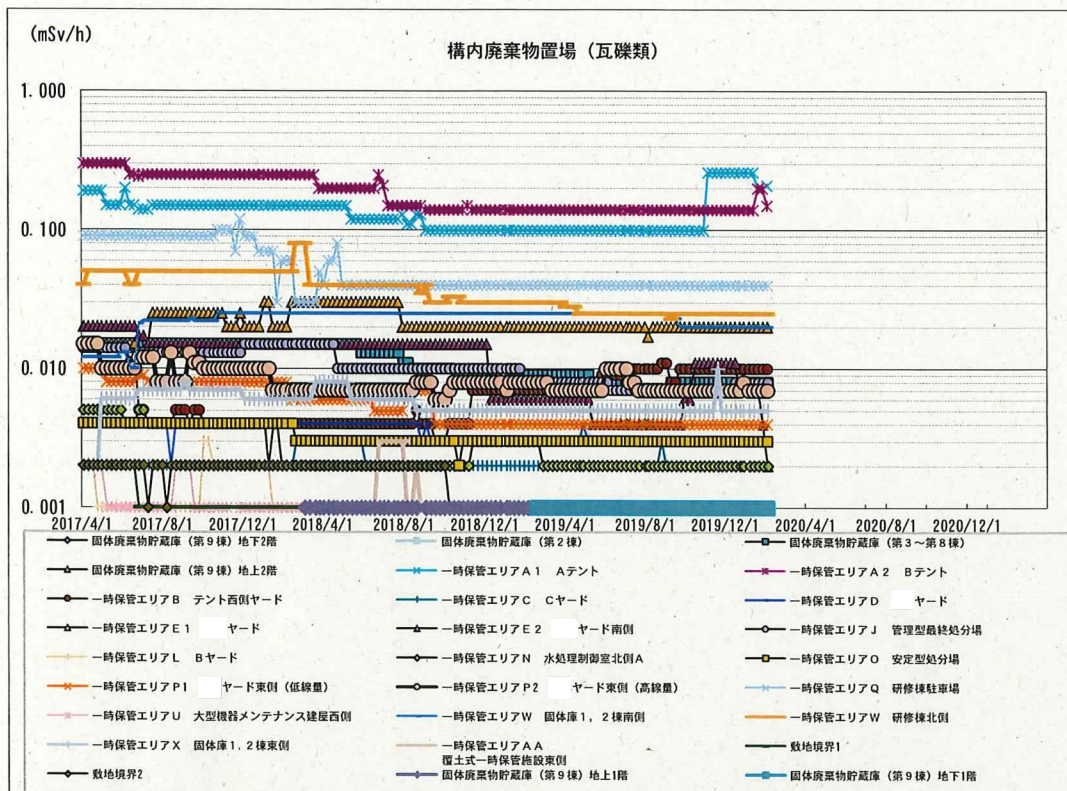 (mSv/h)
構内廃棄物置場（瓦礫類）
1.000
0.100
0.010
0.001
2017/4/1 2017/8/1 2017/12/1 2018/4/1 2018/8/1 2018/12/1 2019/4/1 2019/8/1 2019/12/1 2020/4/1 2020/8/1 2020/12/1
固体廃棄物貯蔵庫（第９棟）地下2階 固体廃棄物貯蔵庫（第２棟） 固体廃棄物貯蔵庫（第３～第８棟）
固体廃棄物貯蔵庫（第９棟）地上2階 一時保管エリアＡ１　Ａテント 一時保管エリアＡ２　Ｂテント
一時保管エリアＢ　テント西側ヤード 一時保管エリアＣ　Ｃヤード 一時保管エリアＤ　ヤード
一時保管エリアＥ１　ヤード 一時保管エリアＥ２　ヤード南側 一時保管エリアＪ　管理型最終処分場
一時保管エリアＬ　Ｂヤード 一時保管エリアＮ　水処理制御室北側Ａ 一時保管エリアＯ　安定型処分場
一時保管エリアＰ1　ヤード東側（低線量） 一時保管エリアＰ2　ヤード東側（高線量） 一時保管エリアＱ　研修棟駐車場
一時保管エリアＵ　大型機器メンテナンス建屋西側 一時保管エリアＷ　固体庫１，２棟南側 一時保管エリアＷ　研修棟北側
一時保管エリアＸ　固体庫１,２棟東側 一時保管エリアＡＡ 敷地境界1
覆土式一時保管施設東側
敷地境界2 固体廃棄物貯蔵庫（第９棟）地上1階 固体廃棄物貯蔵庫（第９棟）地下1階